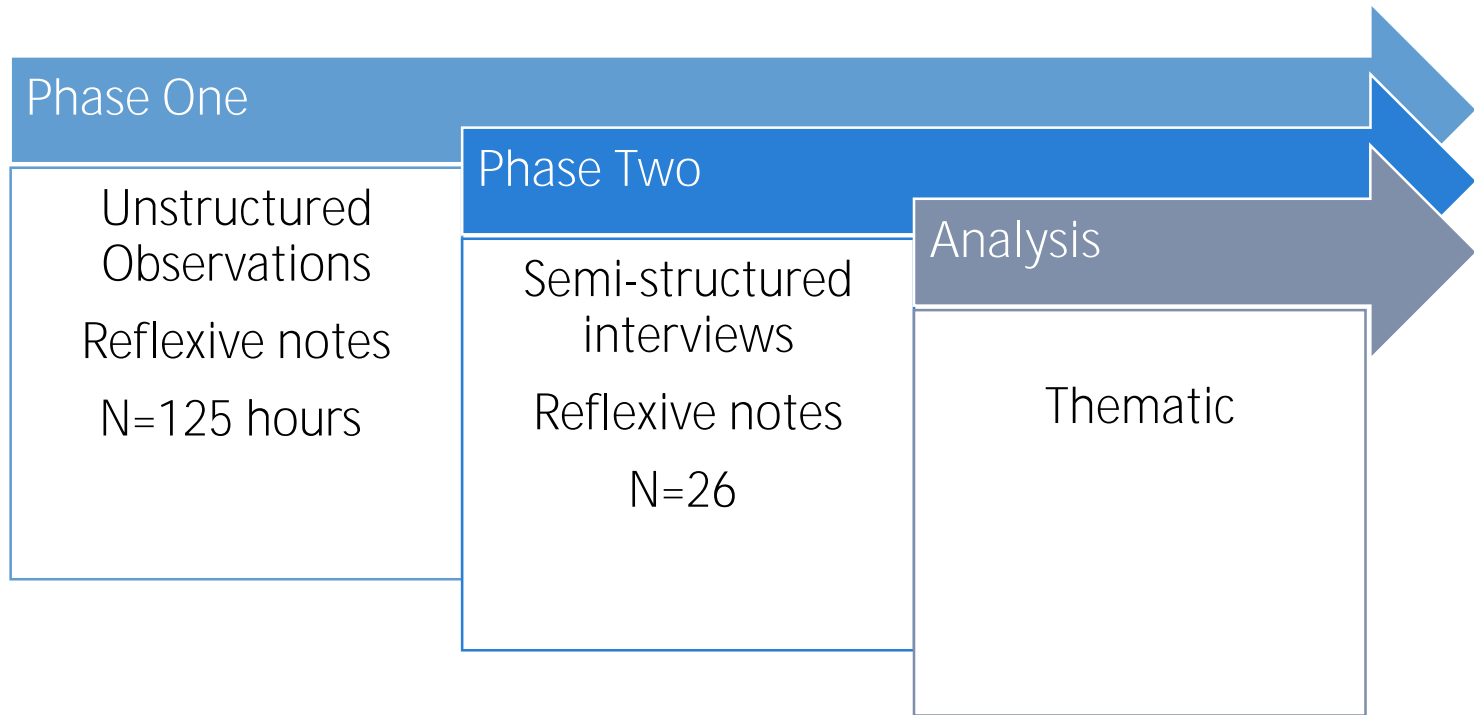 Phase One
Unstructured
Observations
Reflexive notes
N=125 hours
Phase Two
Semi-structured
interviews
Reflexive notes
N=26
Analysis
Thematic